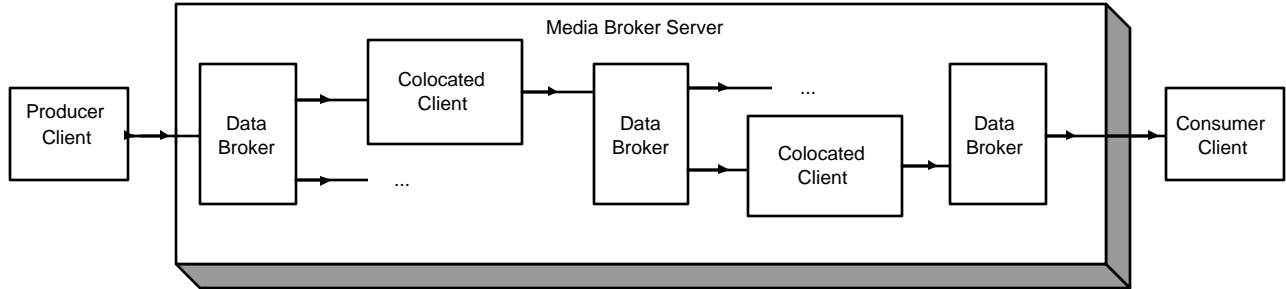 Media Broker Server
Producer
Client
Data
Broker
Colocated
Client
...
Data
Broker
...
Colocated
Client
Data
Broker
Consumer
Client